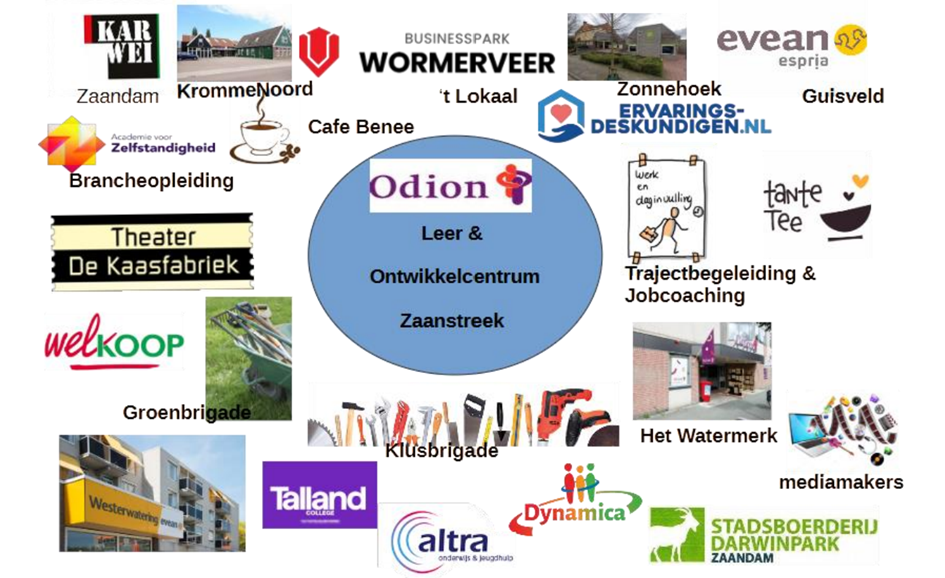 KAR
WEI
Zaandam
KrommeNoord
BUSINESSPARK
WORMERVEER
't Lokaal
Zonnehoek
evean
espria
Guisveld
ERVARINGS-
DESKUNDIGEN.NL
Academie voor
Zelfstandigheid
Brancheopleiding
Cafe Benee
Odion
Leer &
Ontwikkelcentrum
Zaanstreek
werk
en
daginvulling
Trajectbegeleiding &
Jobcoaching
tante
Tee
Theater
De Kaasfabriek
welkoop
Groenbrigade
Klusbrigade
Het Watermerk
mediamakers
Westerwatering evean
Talland
COLLEGE
altra
onderwijs & jeugdhulp
Dynamica
STADSBOERDERIJ
DARWINPARK
ZAANDAM